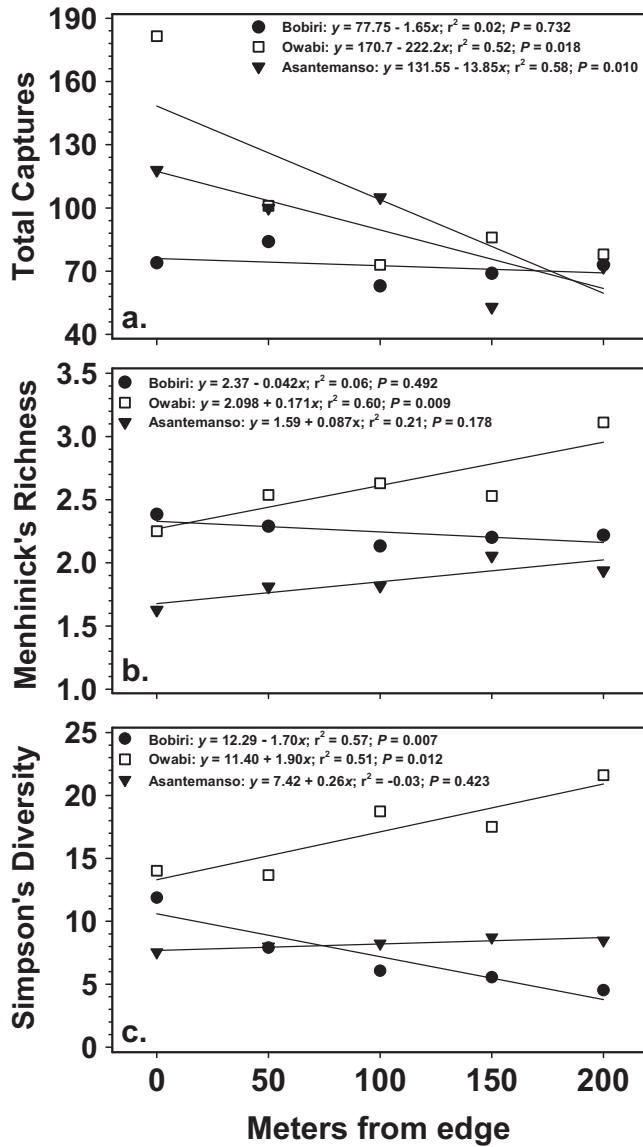 190
160
130
100
70
40
Total Captures
Bobiri: y = 77.75 - 1.65x; r² = 0.02; P = 0.732
Owabi: y = 170.7 - 222.2x; r² = 0.52; P = 0.018
Asantemanso: y = 131.55 - 13.85x; r² = 0.58; P = 0.010
a.
3.5
3.0
2.5
2.0
1.5
1.0
Menhinick's Richness
Bobiri: y = 2.37 - 0.042x; r² = 0.06; P = 0.492
Owabi: y = 2.098 + 0.171x; r² = 0.60; P = 0.009
Asantemanso: y = 1.59 + 0.087x; r² = 0.21; P = 0.178
b.
25
20
15
10
5
0
Simpson's Diversity
Bobiri: y = 12.29 - 1.70x; r² = 0.57; P = 0.007
Owabi: y = 11.40 + 1.90x; r² = 0.51; P = 0.012
Asantemanso: y = 7.42 + 0.26x; r² = -0.03; P = 0.423
c.
0 50 100 150 200
Meters from edge